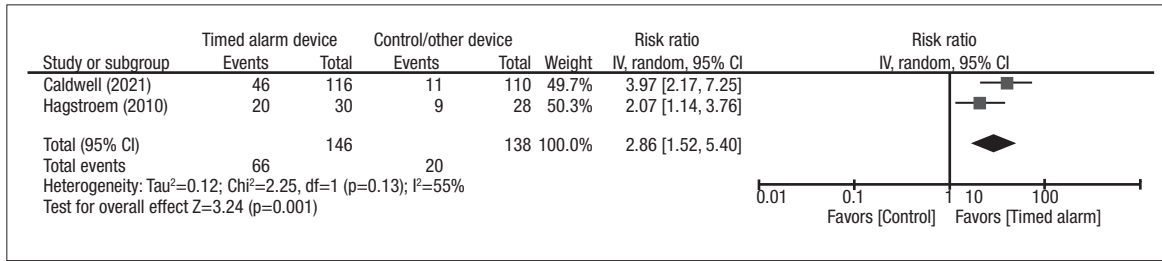 Timed alarm device Control/other device Risk ratio Risk ratio
Study or subgroup Events Total Events Total Weight IV, random, 95% CI IV, random, 95% CI
Caldwell (2021) 46 116 11 110 49.7% 3.97 [2.17, 7.25]
Hagstroem (2010) 20 30 9 28 50.3% 2.07 [1.14, 3.76]
Total (95% CI) 146 138 100.0% 2.86 [1.52, 5.40]
Total events 66 20
Heterogeneity: Tau²=0.12; Chi²=2.25, df=1 (p=0.13); I²=55%
Test for overall effect Z=3.24 (p=0.001)
0.01 0.1 1 10 100
Favors [Control] Favors [Timed alarm]